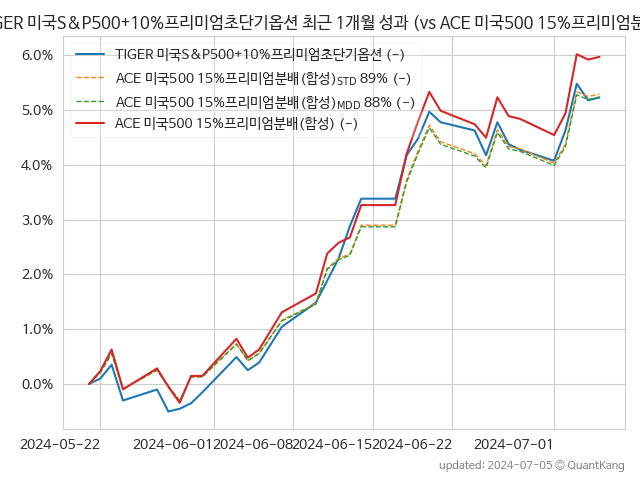 GER 미국S&P500+10%프리미엄초단기옵션 최근 1개월 성과 (vs ACE 미국500 15%프리미엄분
TIGER 미국S&P500+10%프리미엄초단기옵션 (-)
ACE 미국500 15%프리미엄분배(합성)STD 89% (-)
ACE 미국500 15%프리미엄분배(합성)MDD 88% (-)
ACE 미국500 15%프리미엄분배(합성) (-)
6.0%
5.0%
4.0%
3.0%
2.0%
1.0%
0.0%
2024-05-22 2024-06-01 2024-06-08 2024-06-15 2024-06-22 2024-07-01
updated: 2024-07-05 © QuantKang